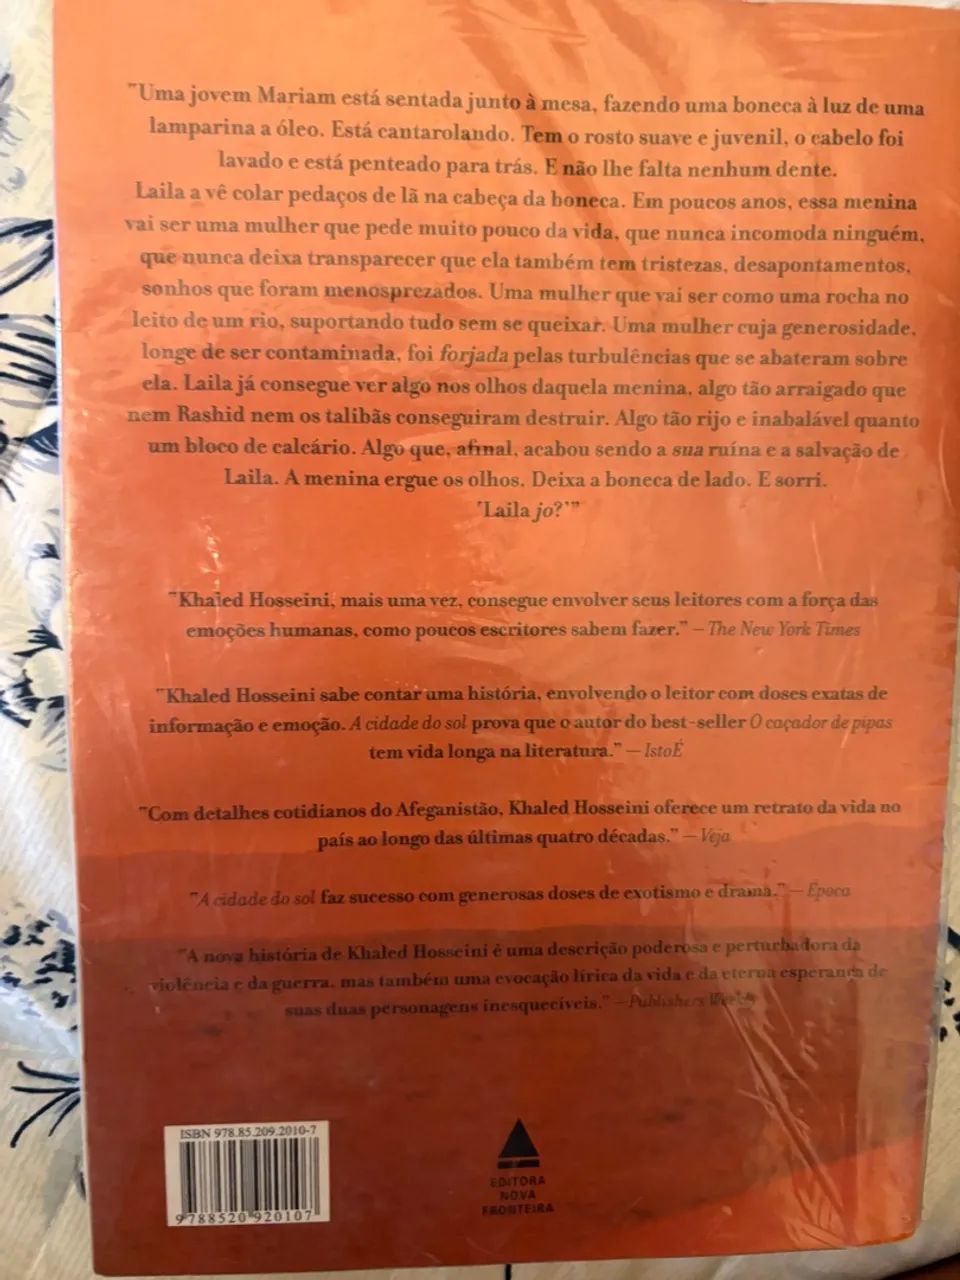 "Uma jovem Mariam está sentada junto à mesa, fazendo uma boneca à luz de uma
lamparina a óleo. Está cantarolando. Tem o rosto suave e juvenil, o cabelo foi
lavado e está penteado para trás. E não lhe falta nenhum dente.
Laila a vê colar pedaços de lã na cabeça da boneca. Em poucos anos, essa menina
vai ser uma mulher que pede muito pouco da vida, que nunca incomoda ninguém,
que nunca deixa transparecer que ela também tem tristezas, desapontamentos,
sonhos que foram menosprezados. Uma mulher que vai ser como uma rocha no
leito de um rio, suportando tudo sem se queixar. Uma mulher cuja generosidade,
longe de ser contaminada, foi forjada pelas turbulências que se abateram sobre
ela. Laila já consegue ver algo nos olhos daquela menina, algo tão arraigado que
nem Rashid nem os talibãs conseguiram destruir. Algo tão rijo e inabalável quanto
um bloco de calcário. Algo que, afinal, acabou sendo a sua ruína e a salvação de
Laila. A menina ergue os olhos. Deixa a boneca de lado. E sorri.
'Laila jo?'"
"Khaled Hosseini, mais uma vez, consegue envolver seus leitores com a força das
emoções humanas, como poucos escritores sabem fazer." – The New York Times
"Khaled Hosseini sabe contar uma história, envolvendo o leitor com doses exatas de
informação e emoção. A cidade do sol prova que o autor do best-seller O caçador de pipas
tem vida longa na literatura." – IstoÉ
"Com detalhes cotidianos do Afeganistão, Khaled Hosseini oferece um retrato da vida no
país ao longo das últimas quatro décadas." – Veja
"A cidade do sol faz sucesso com generosas doses de exotismo e drama." – Época
"A nova história de Khaled Hosseini é uma descrição poderosa e perturbadora da
violência e da guerra, mas também uma evocação lírica da vida e da eterna esperança de
suas duas personagens inesquecíveis." – Publishers Weekly
ISBN 978.85.209.2010-7
9788520920107
EDITORA
NOVA
FRONTEIRA